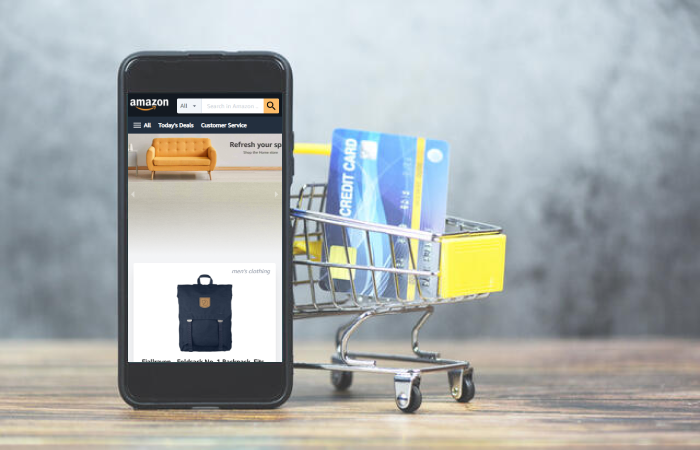 amazon
All
Search in Amazon...
All Today's Deals Customer Service
Refresh your sp
Shop the Home store
men's clothing
Fjallraven - Foldsack No. 1 Backpack, Fits
CREDIT CARD